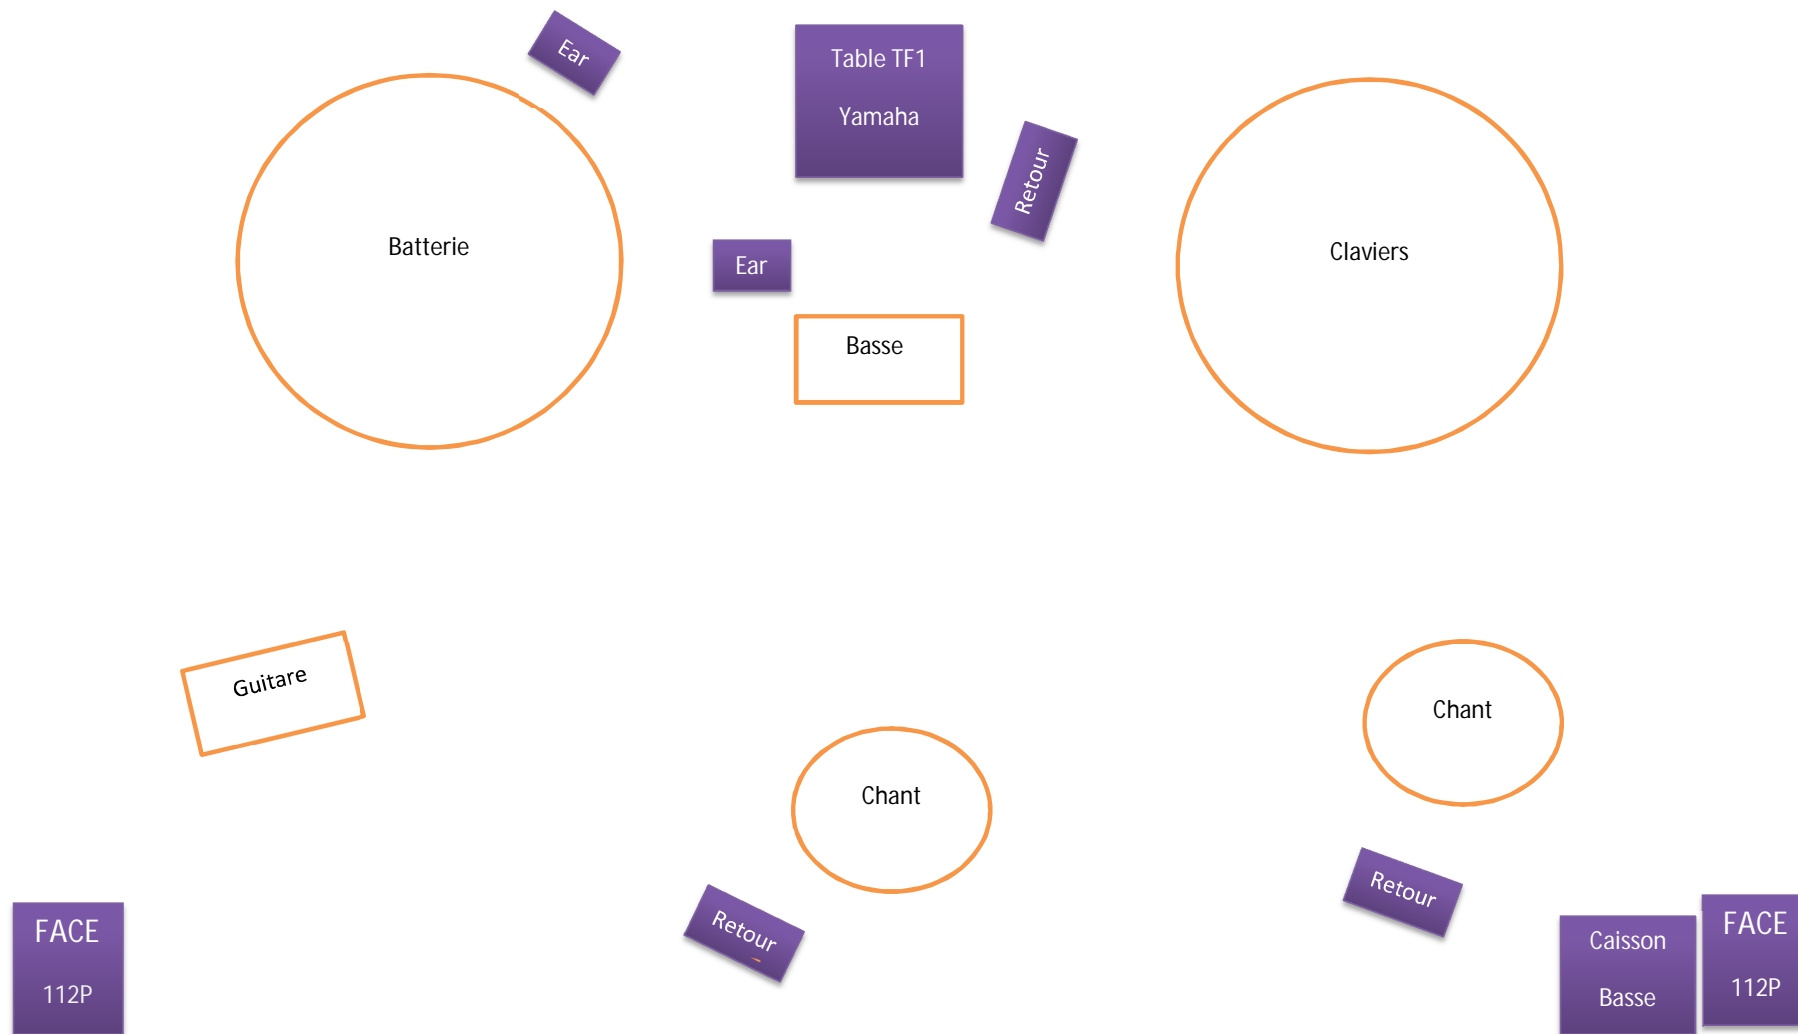 Ear
Table TF1
Yamaha
Retour
Batterie
Ear
Claviers
Basse
Guitare
Chant
Chant
Retour
Retour
FACE
112P
Caisson
Basse
FACE
112P